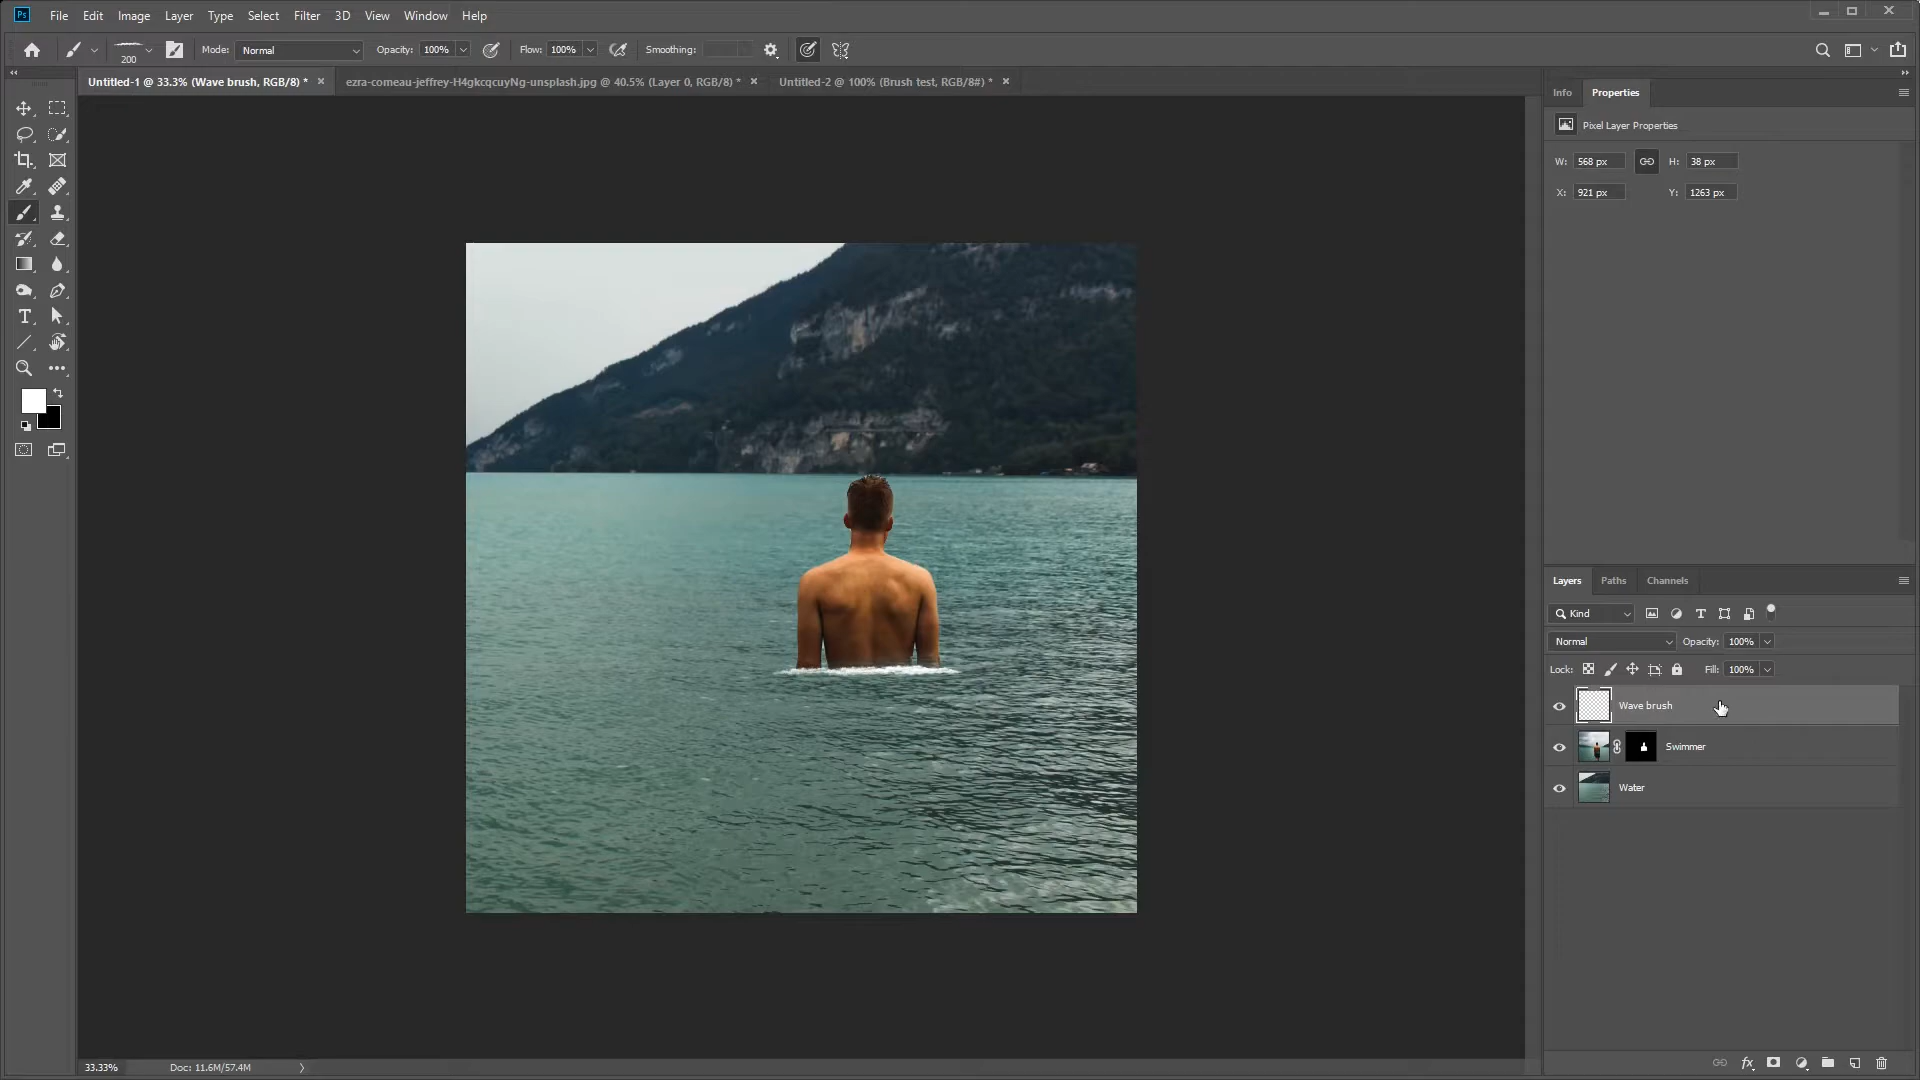 Ps File Edit Image Layer Type Select Filter 3D View Window Help
200 Mode: Normal Opacity: 100% Flow: 100% Smoothing:
Untitled-1 @ 33.3% (Wave brush, RGB/8) * × ezra-comeau-jeffrey-H4gkcqcuyNg-unsplash.jpg @ 40.5% (Layer 0, RGB/8) * × Untitled-2 @ 100% (Brush test, RGB/8#) * ×
Info Properties
Pixel Layer Properties
W: 568 px H: 38 px
X: 921 px Y: 1263 px
Layers Paths Channels
Kind
Normal Opacity: 100%
Lock: Fill: 100%
Wave brush
Swimmer
Water
33.33% Doc: 11.6M/57.4M